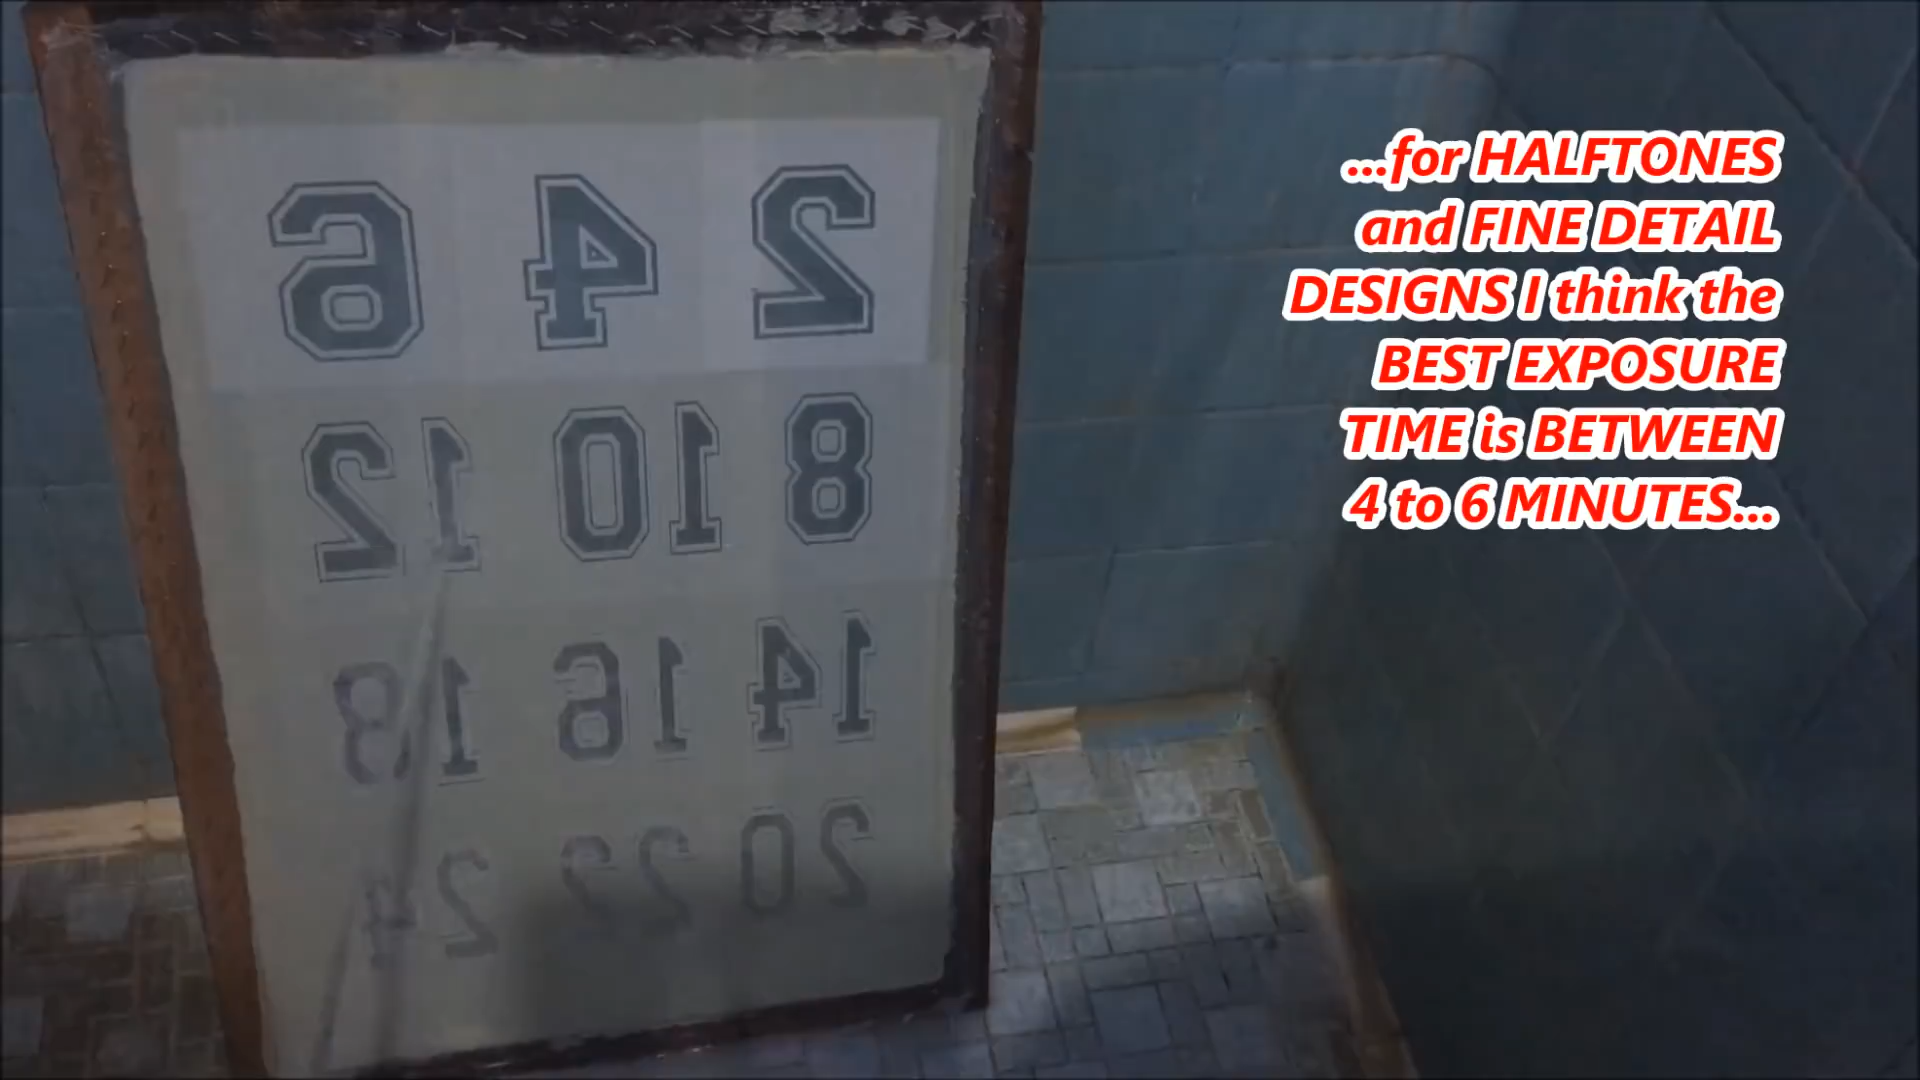 6 4 2
12 10 8
18 16 14
24 22 20
...for HALFTONES
and FINE DETAIL
DESIGNS I think the
BEST EXPOSURE
TIME is BETWEEN
4 to 6 MINUTES...